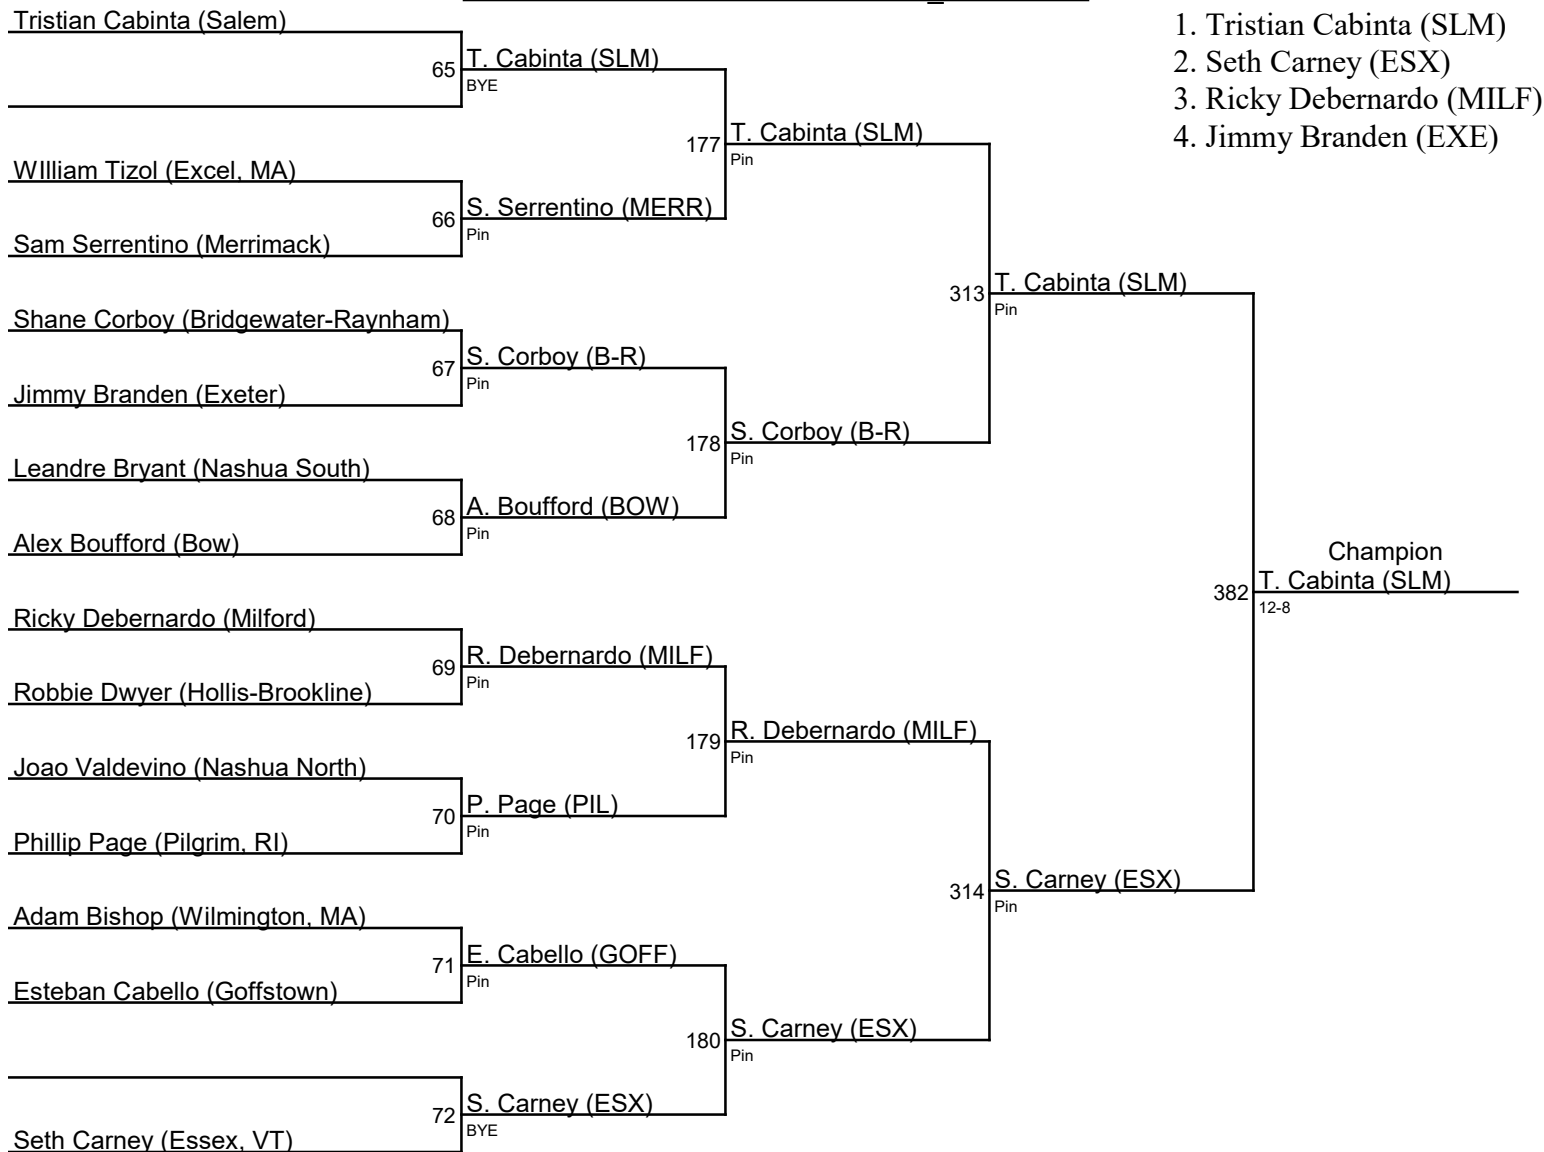 Tristian Cabinta (Salem)
65
T. Cabinta (SLM)
BYE
WIlliam Tizol (Excel, MA)
66
S. Serrentino (MERR)
Pin
Sam Serrentino (Merrimack)
177
T. Cabinta (SLM)
Pin
Shane Corboy (Bridgewater-Raynham)
67
S. Corboy (B-R)
Pin
Jimmy Branden (Exeter)
178
S. Corboy (B-R)
Pin
Leandre Bryant (Nashua South)
68
A. Boufford (BOW)
Pin
Alex Boufford (Bow)
313
T. Cabinta (SLM)
Pin
Ricky Debernardo (Milford)
69
R. Debernardo (MILF)
Pin
Robbie Dwyer (Hollis-Brookline)
179
R. Debernardo (MILF)
Pin
Joao Valdevino (Nashua North)
70
P. Page (PIL)
Pin
Phillip Page (Pilgrim, RI)
314
S. Carney (ESX)
Pin
Adam Bishop (Wilmington, MA)
71
E. Cabello (GOFF)
Pin
Esteban Cabello (Goffstown)
180
S. Carney (ESX)
Pin
72
S. Carney (ESX)
BYE
Seth Carney (Essex, VT)
Champion
382
T. Cabinta (SLM)
12-8
1. Tristian Cabinta (SLM)
2. Seth Carney (ESX)
3. Ricky Debernardo (MILF)
4. Jimmy Branden (EXE)